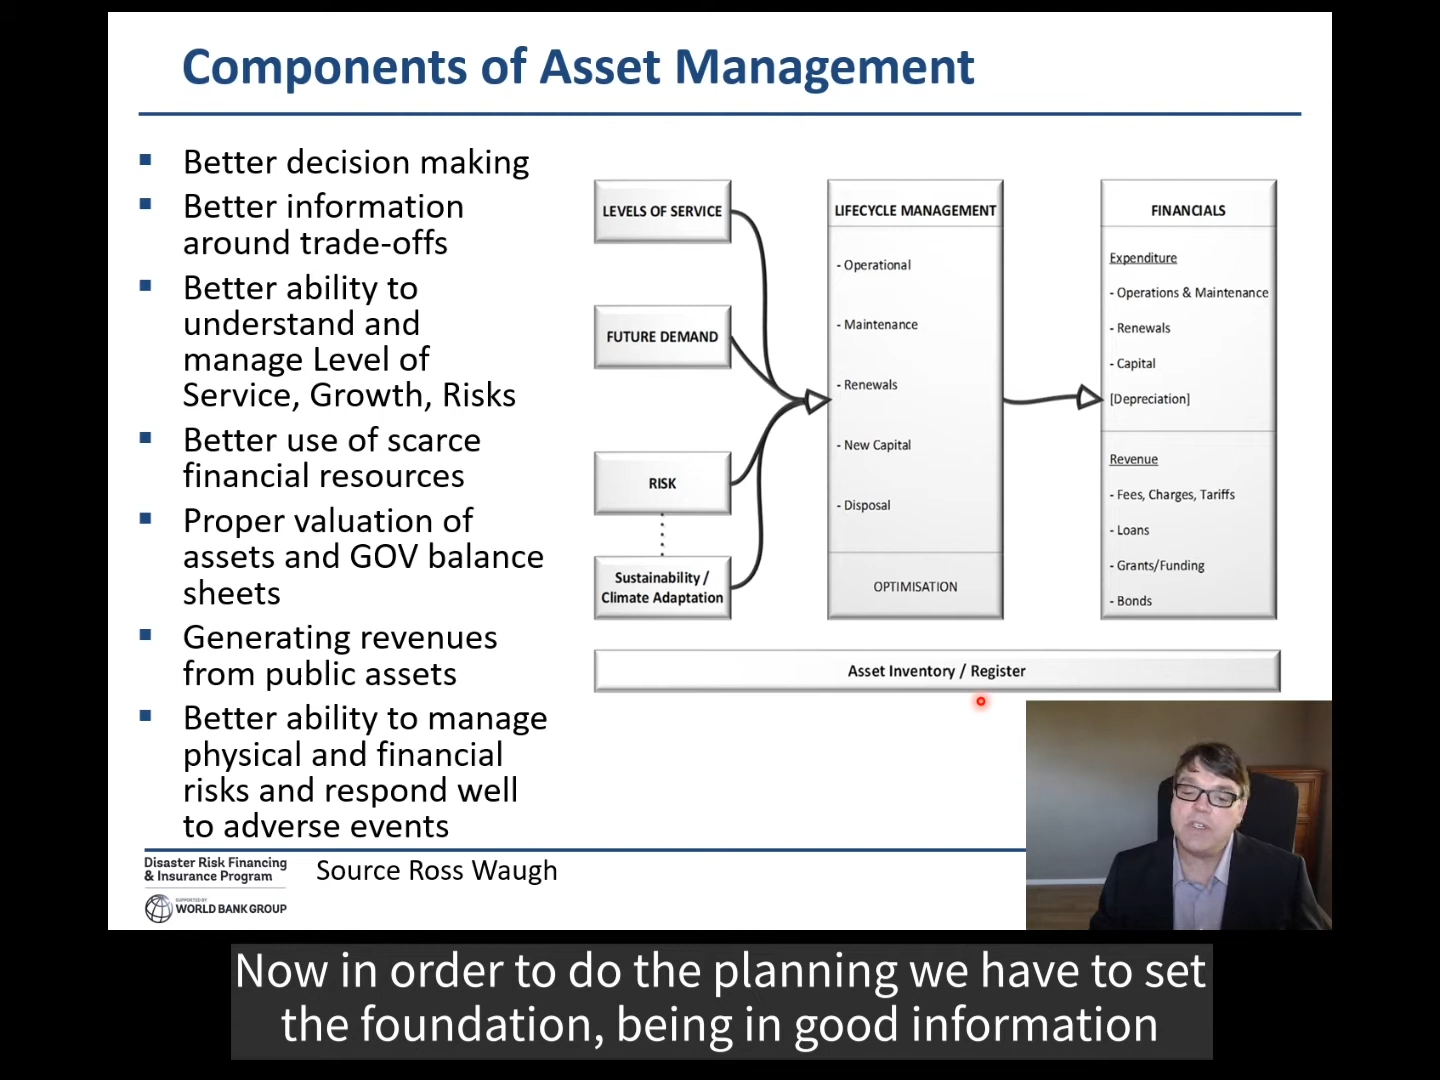 Components of Asset Management
Better decision making
Better information
around trade-offs
Better ability to
understand and
manage Level of
Service, Growth, Risks
Better use of scarce
financial resources
Proper valuation of
assets and GOV balance
sheets
Generating revenues
from public assets
Better ability to manage
physical and financial
risks and respond well
to adverse events
LEVELS OF SERVICE
FUTURE DEMAND
RISK
Sustainability /
Climate Adaptation
LIFECYCLE MANAGEMENT
- Operational
- Maintenance
- Renewals
- New Capital
- Disposal
OPTIMISATION
FINANCIALS
Expenditure
- Operations & Maintenance
- Renewals
- Capital
[Depreciation]
Revenue
- Fees, Charges, Tariffs
- Loans
- Grants/Funding
- Bonds
Asset Inventory / Register
Disaster Risk Financing
& Insurance Program
SUPPORTED BY
WORLD BANK GROUP
Source Ross Waugh
Now in order to do the planning we have to set
the foundation, being in good information